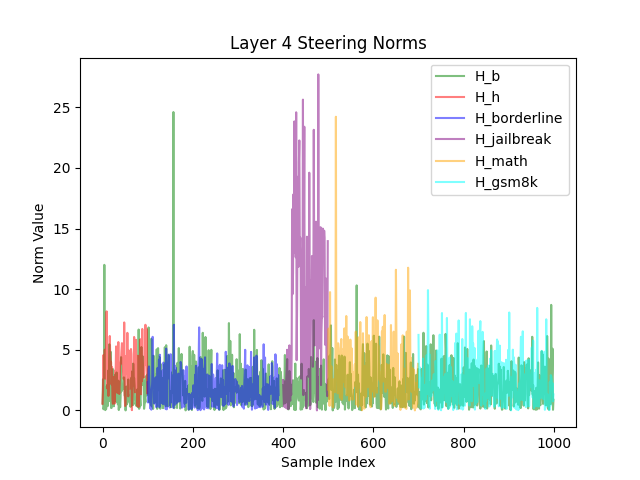 Layer 4 Steering Norms
H_b
H_h
H_borderline
H_jailbreak
H_math
H_gsm8k
Norm Value
25
20
15
10
5
0
0 200 400 600 800 1000
Sample Index